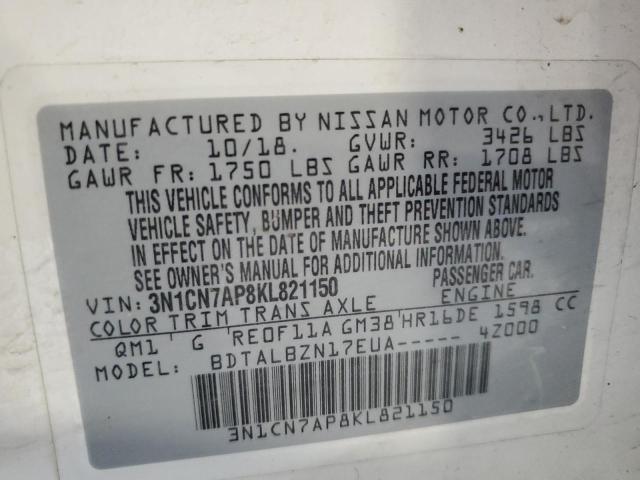 MANUFACTURED BY NISSAN MOTOR CO.,LTD.
DATE: 10/18. GVWR: 3426 LBS
GAWR FR: 1750 LBS GAWR RR: 1708 LBS
THIS VEHICLE CONFORMS TO ALL APPLICABLE FEDERAL MOTOR
VEHICLE SAFETY, BUMPER AND THEFT PREVENTION STANDARDS
IN EFFECT ON THE DATE OF MANUFACTURE SHOWN ABOVE.
SEE OWNER'S MANUAL FOR ADDITIONAL INFORMATION.
VIN: 3N1CN7AP8KL821150 PASSENGER CAR.
COLOR TRIM TRANS AXLE ENGINE
QM1 G RE0F11A GM38 HR16DE 1598 CC
MODEL: BDTALBZN17EUA----- 4Z000
3N1CN7AP8KL821150